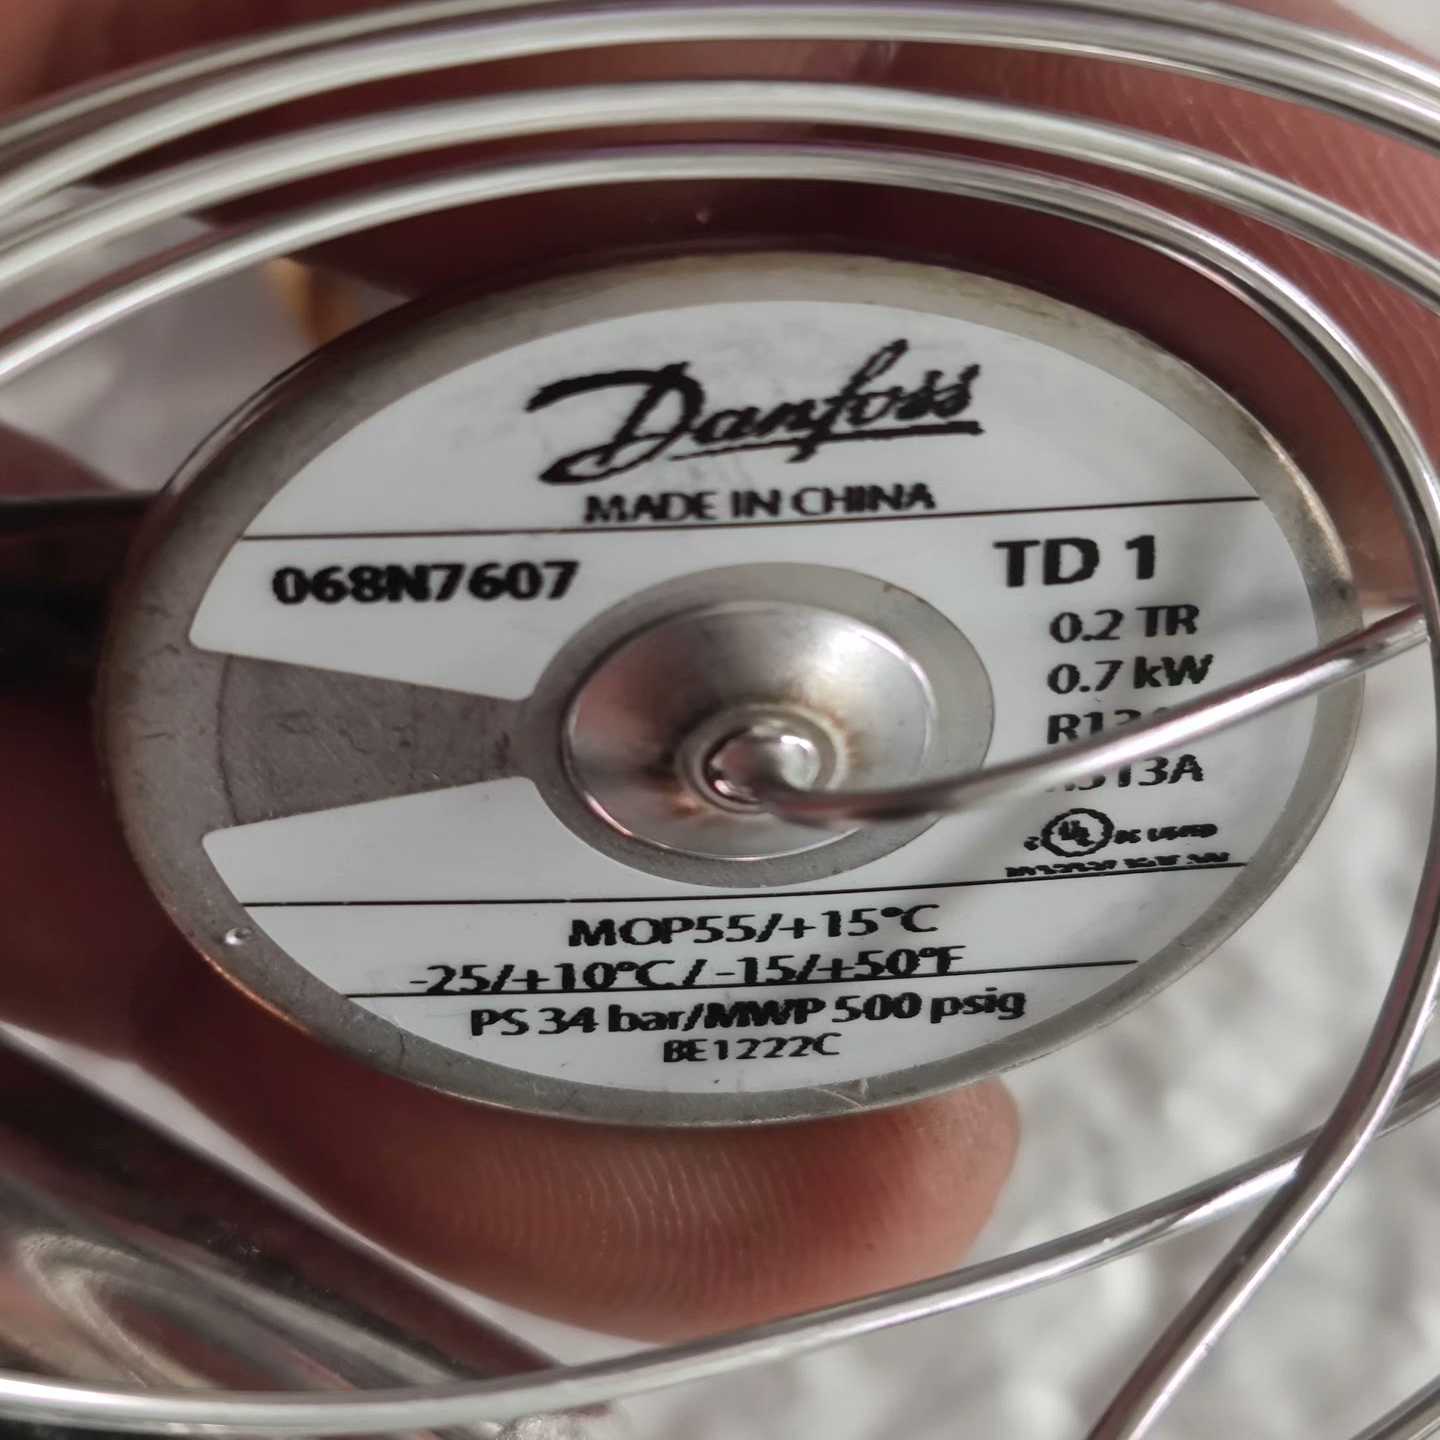 Danfoss
MADE IN CHINA
068N7607
TD 1
0.2 TR
0.7 kW
MOP55/+15°C
-25/+10°C / -15/+50°F
PS 34 bar/MWP 500 psig
BE1222C